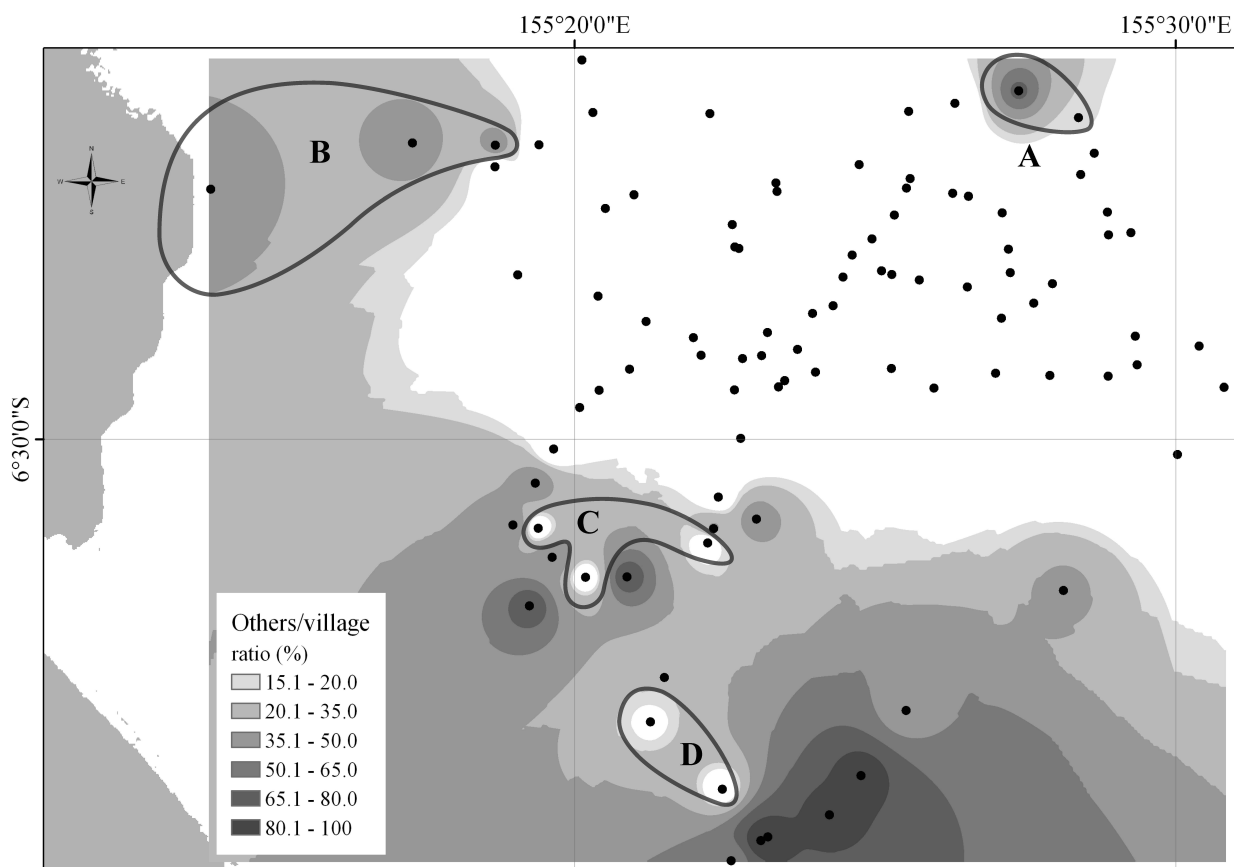 155°20'0"E
155°30'0"E
6°30'0"S
N
W
E
S
A
B
C
D
Others/village
ratio (%)
15.1 - 20.0
20.1 - 35.0
35.1 - 50.0
50.1 - 65.0
65.1 - 80.0
80.1 - 100